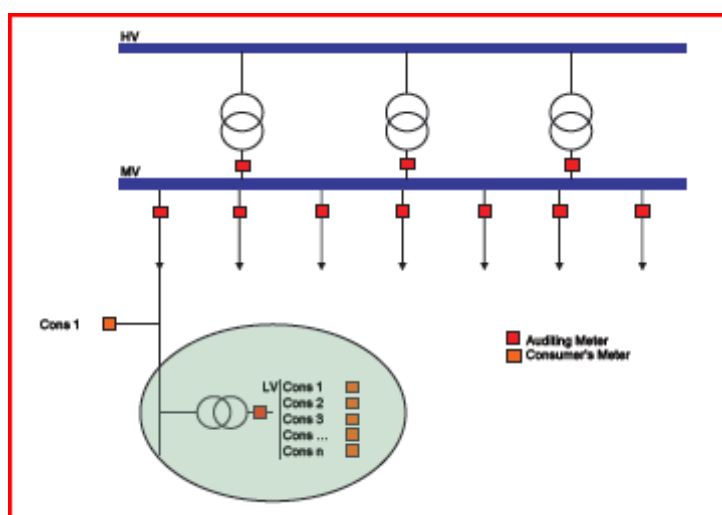 HV
MV
Cons 1
Auditing Meter
Consumer's Meter
LV Cons 1
Cons 2
Cons 3
Cons ...
Cons n